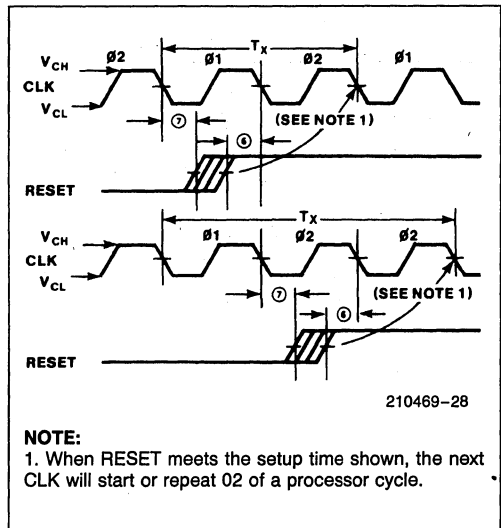 Tx
VCH Ø2 Ø1 Ø2 Ø1
CLK
VCL
(SEE NOTE 1)
⑦ ⑥
RESET
Tx
VCH Ø1 Ø2 Ø2
CLK
VCL
(SEE NOTE 1)
⑦ ⑥
RESET
210469–28
NOTE:
1. When RESET meets the setup time shown, the next
CLK will start or repeat 02 of a processor cycle.